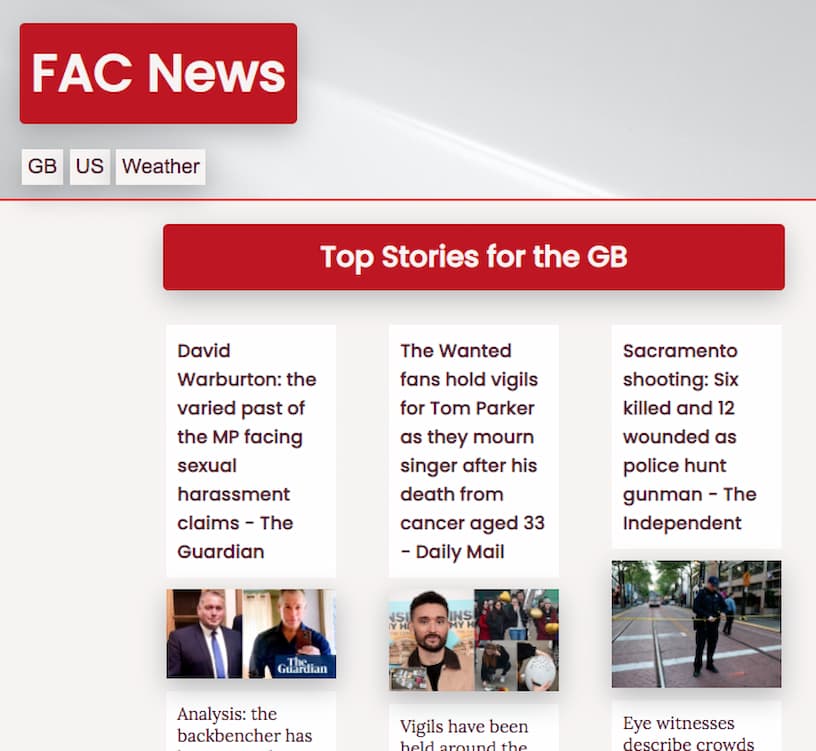 FAC News
GB US Weather
Top Stories for the GB
David
Warburton: the
varied past of
the MP facing
sexual
harassment
claims - The
Guardian
The Wanted
fans hold vigils
for Tom Parker
as they mourn
singer after his
death from
cancer aged 33
- Daily Mail
Sacramento
shooting: Six
killed and 12
wounded as
police hunt
gunman - The
Independent
The
Guardian
Analysis: the
backbencher has
Vigils have been
held around the
Eye witnesses
describe crowds